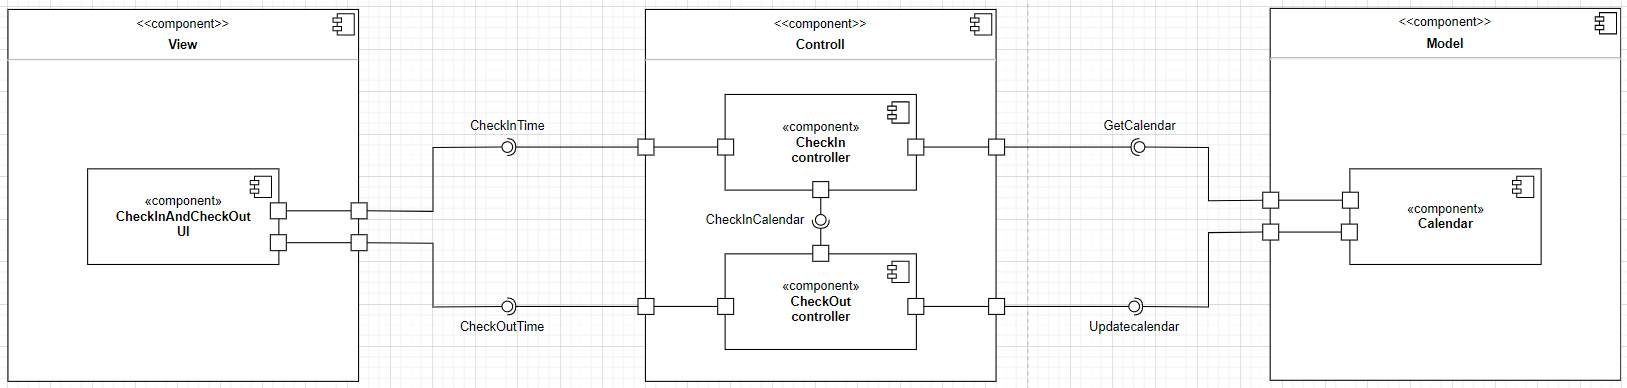 <<component>>
View
«component»
CheckInAndCheckOut
UI
CheckInTime
CheckOutTime
<<component>>
Controll
«component»
CheckIn
controller
CheckInCalendar
«component»
CheckOut
controller
GetCalendar
Updatecalendar
<<component>>
Model
«component»
Calendar